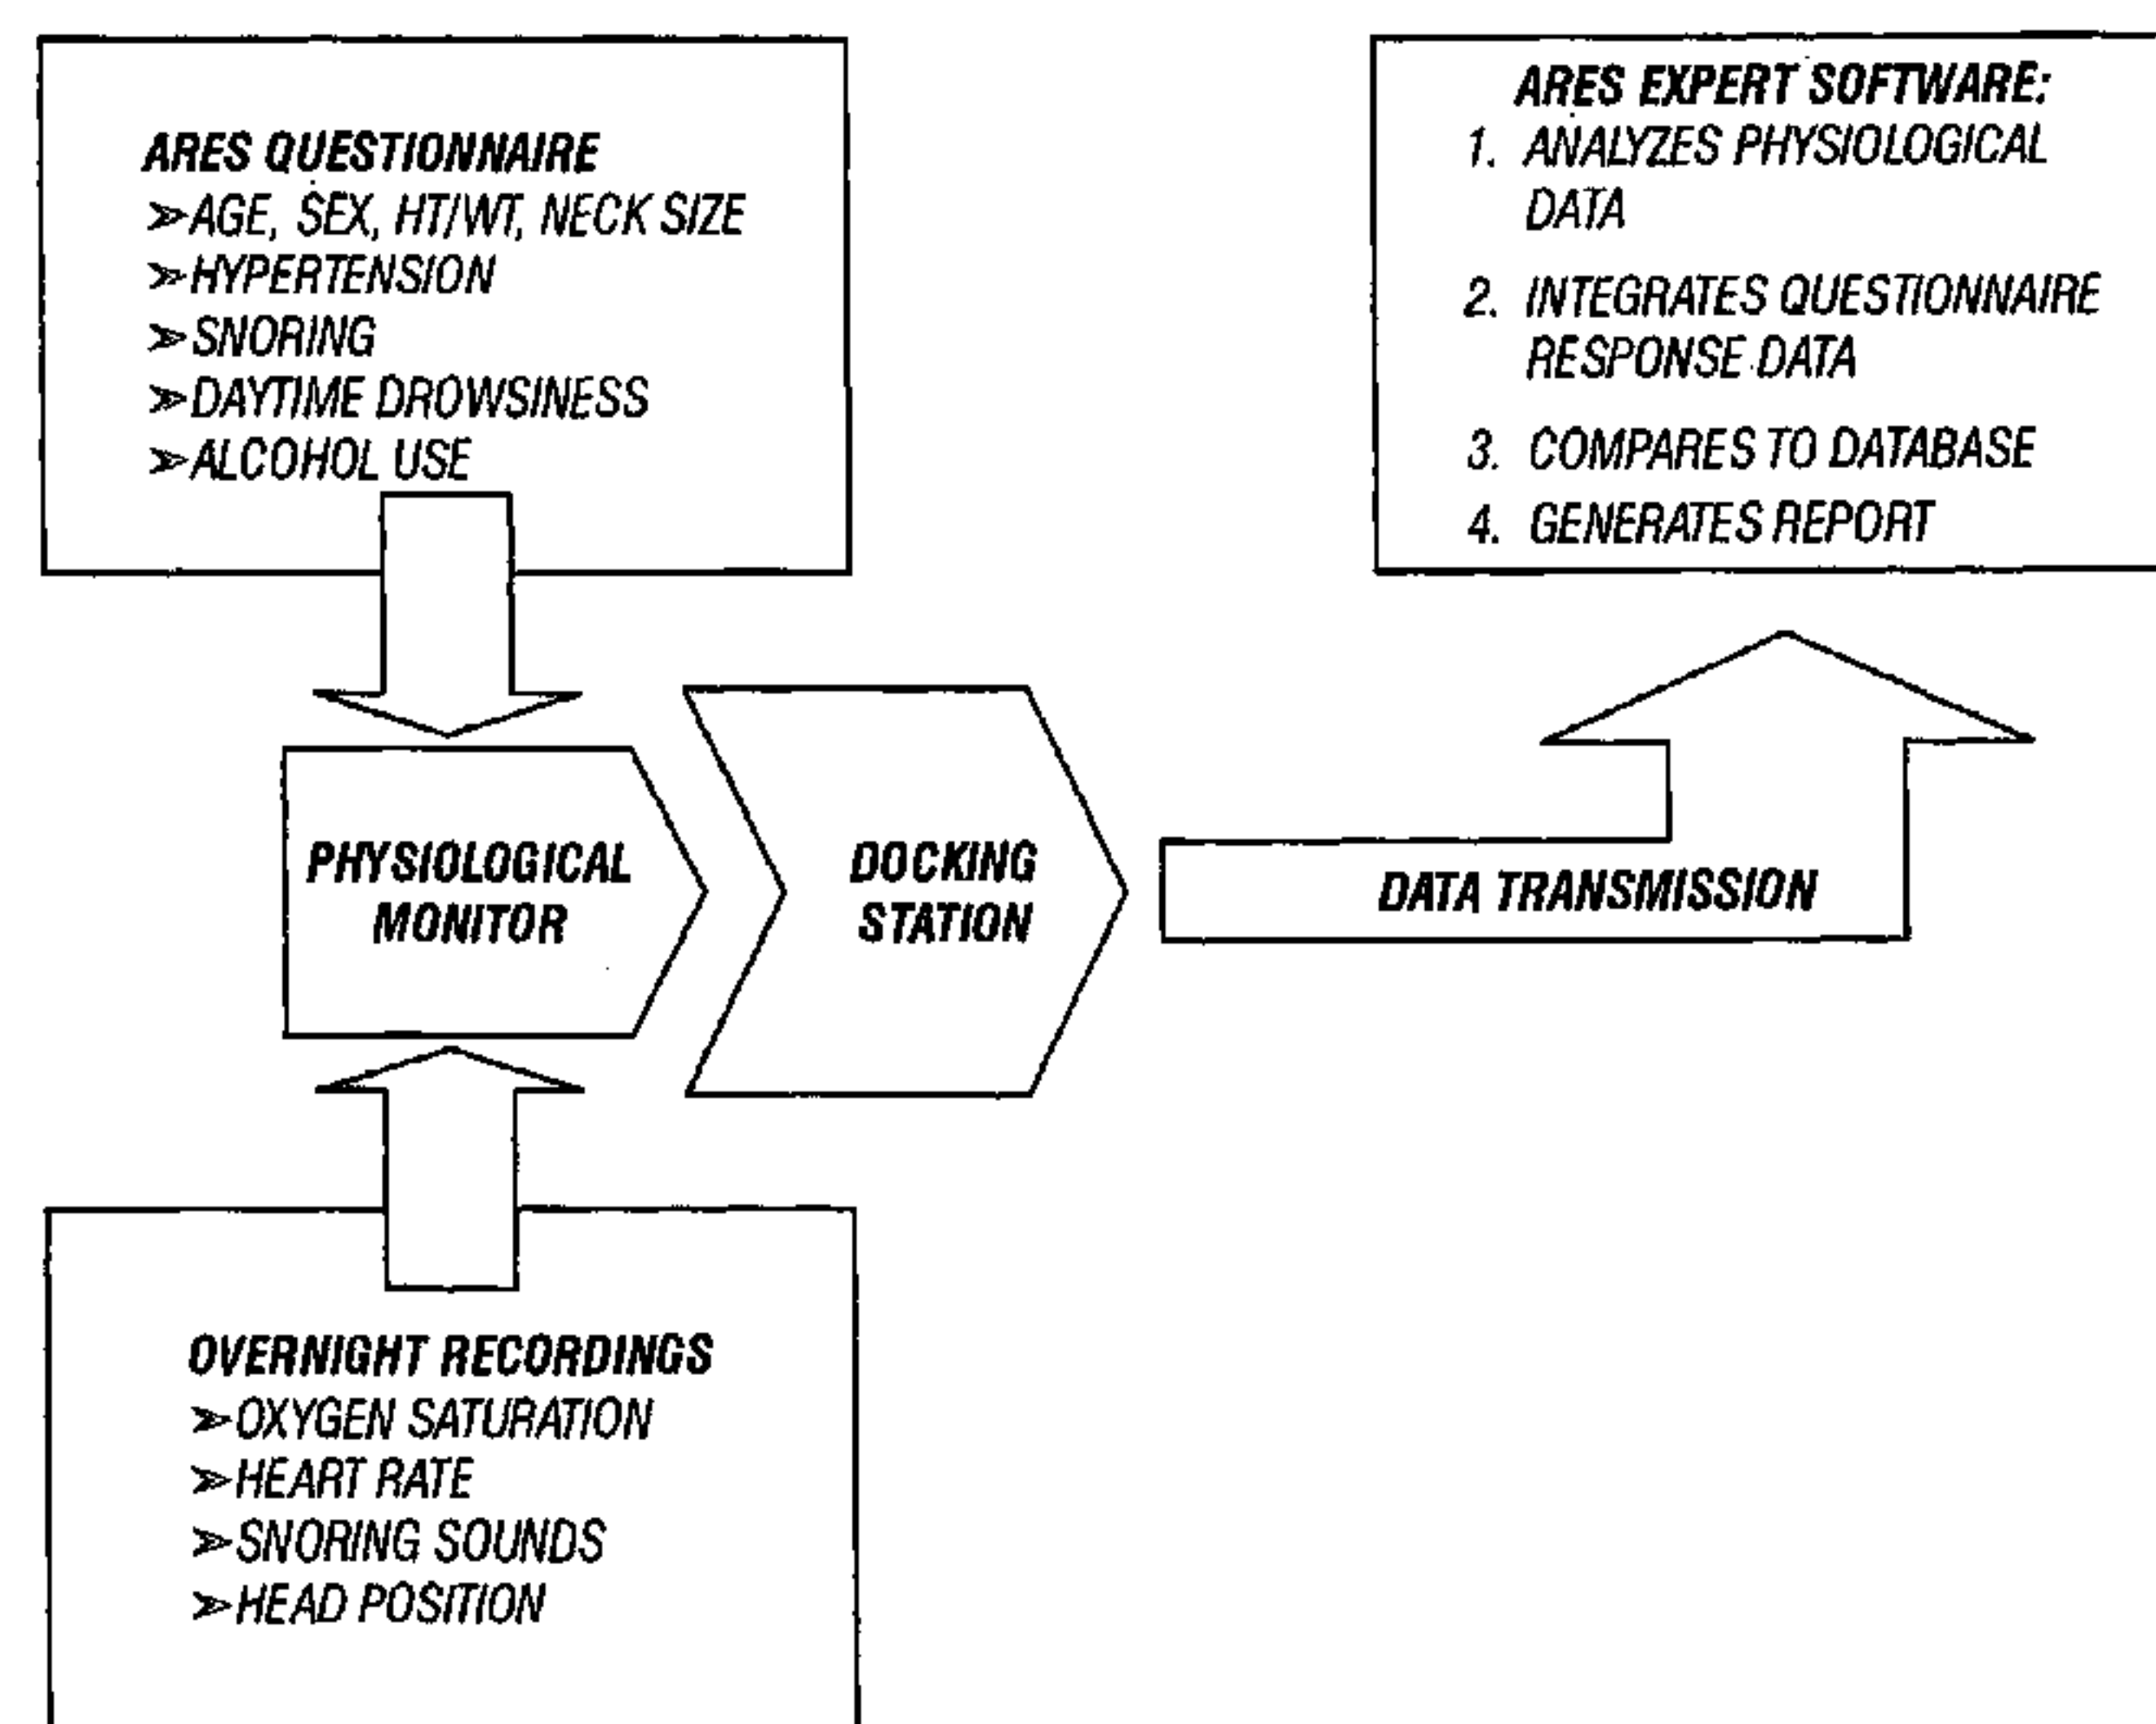 ARES QUESTIONNAIRE
➢AGE, SEX, HT/WT, NECK SIZE
➢HYPERTENSION
➢SNORING
➢DAYTIME DROWSINESS
➢ALCOHOL USE
ARES EXPERT SOFTWARE:
1. ANALYZES PHYSIOLOGICAL
DATA
2. INTEGRATES QUESTIONNAIRE
RESPONSE DATA
3. COMPARES TO DATABASE
4. GENERATES REPORT
PHYSIOLOGICAL
MONITOR
DOCKING
STATION
DATA TRANSMISSION
OVERNIGHT RECORDINGS
➢OXYGEN SATURATION
➢HEART RATE
➢SNORING SOUNDS
➢HEAD POSITION